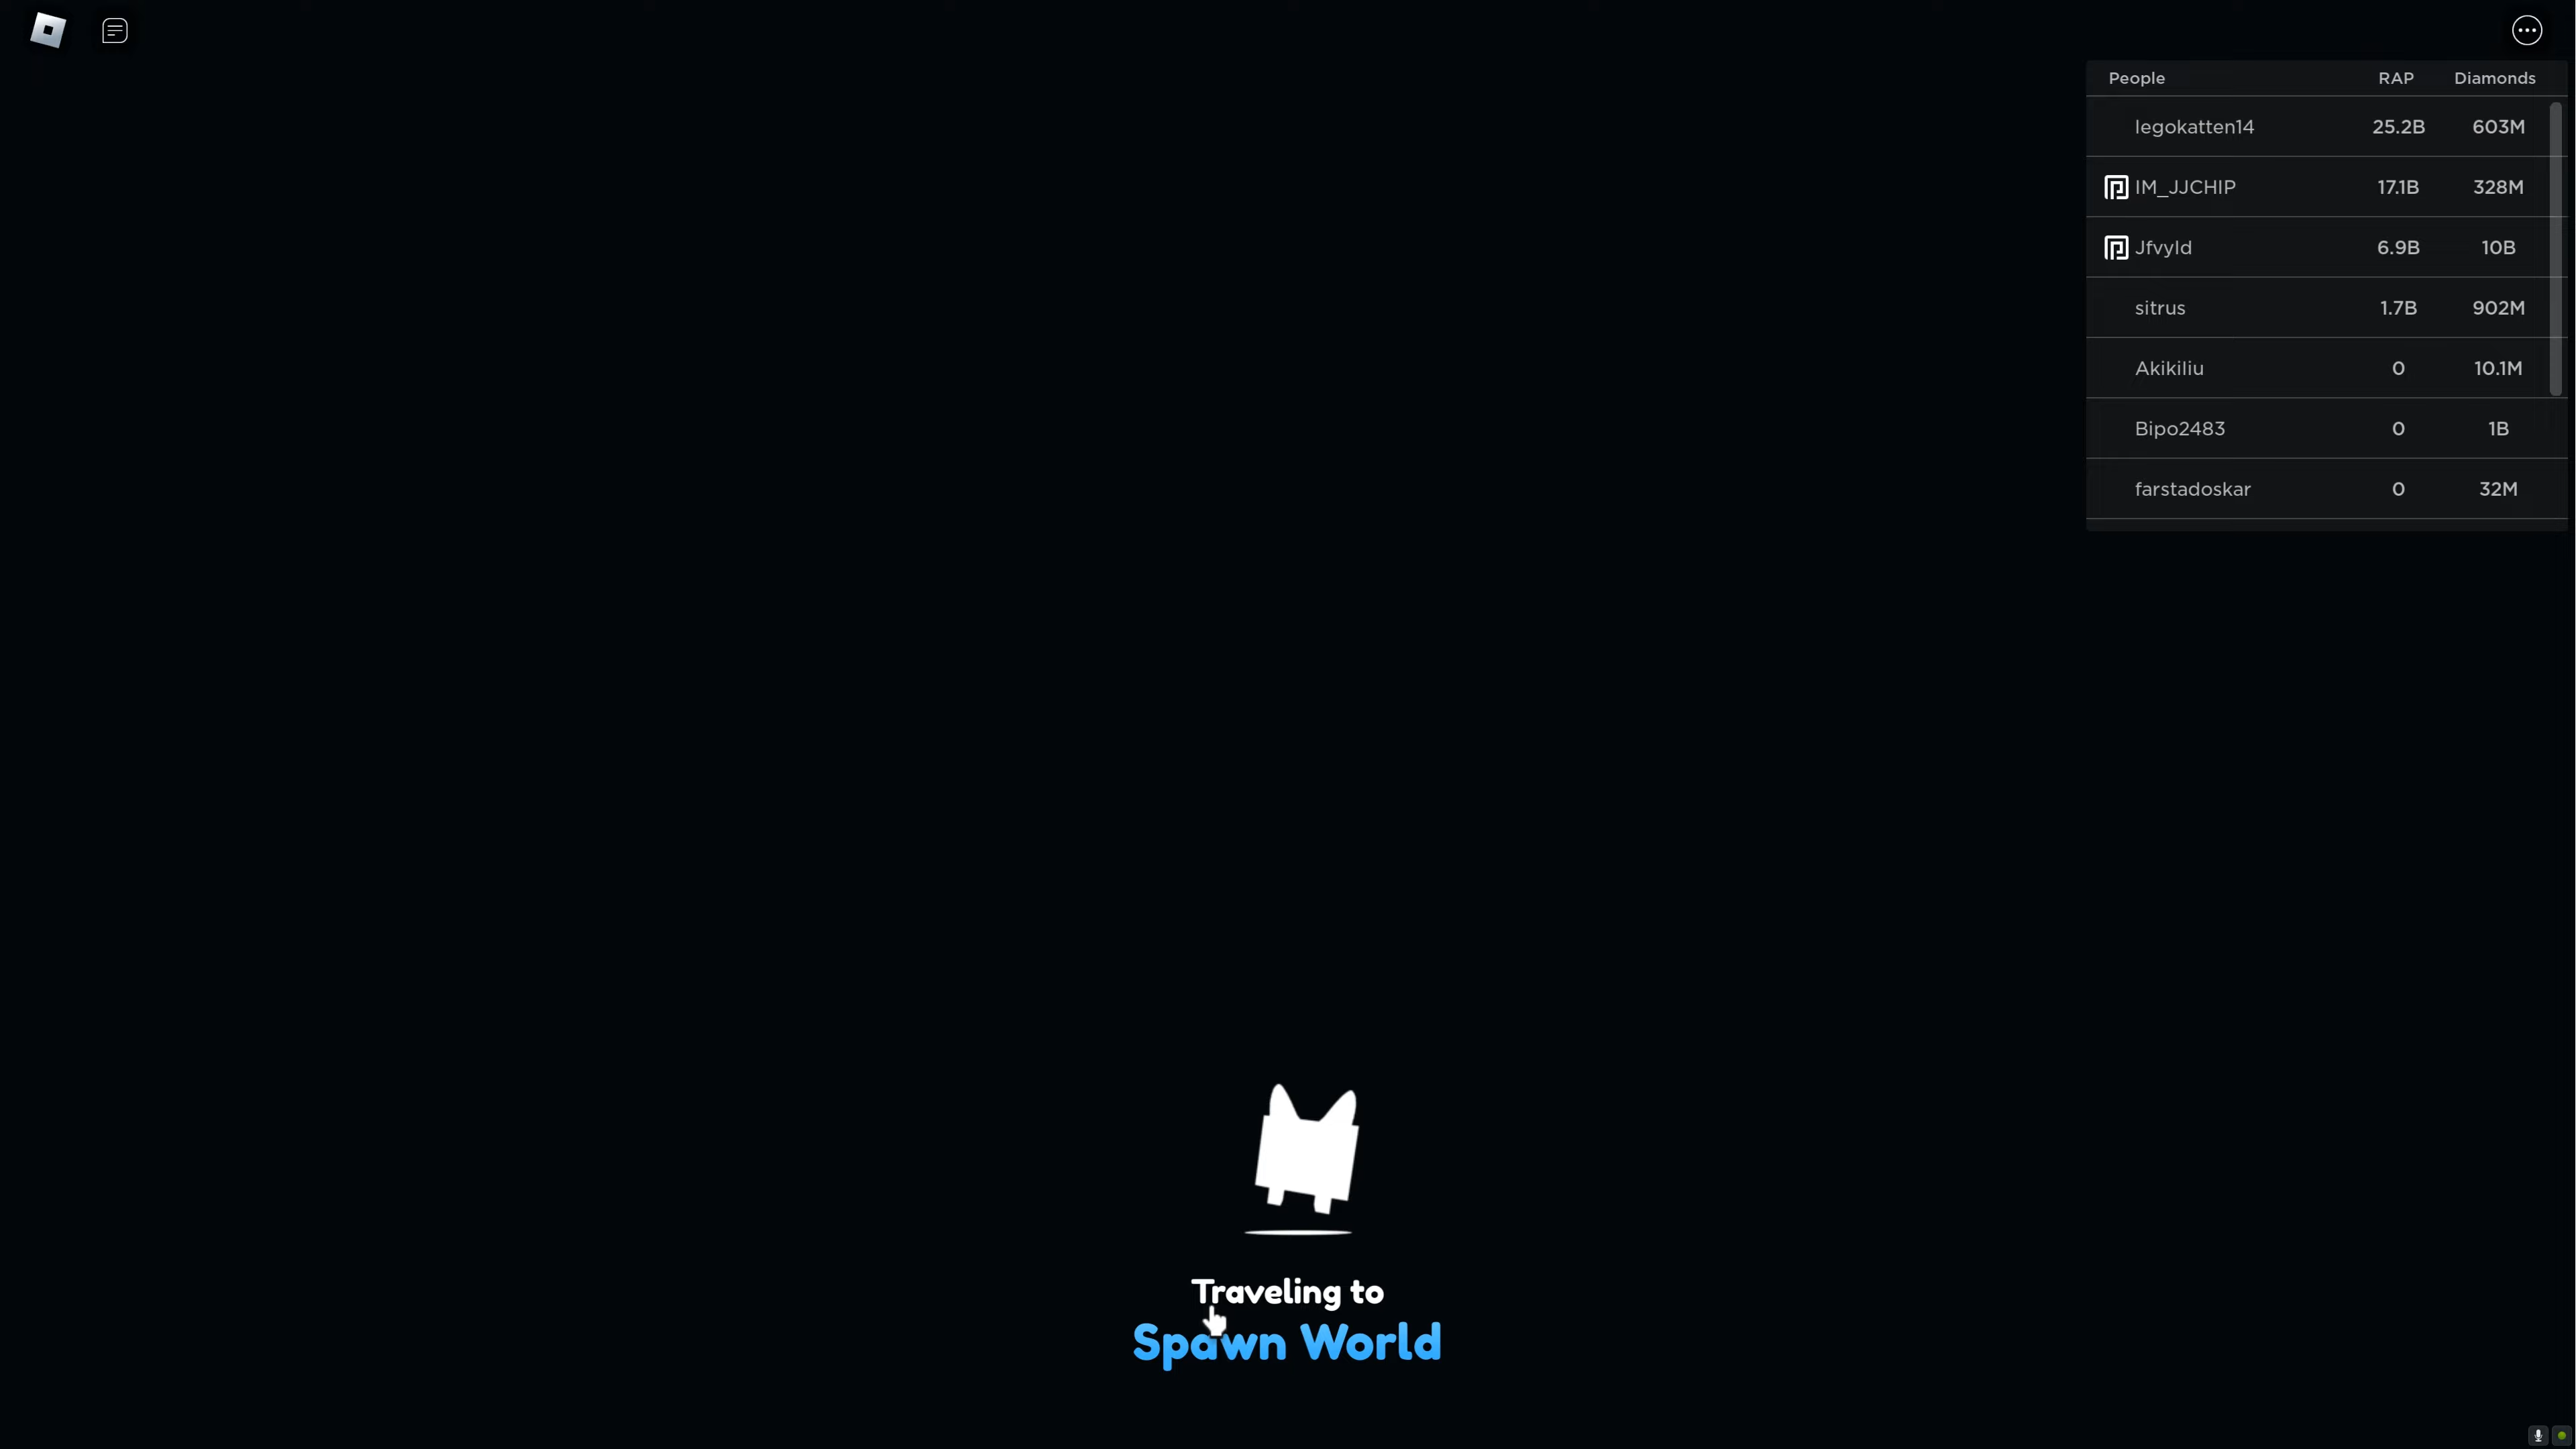 People RAP Diamonds
legokatten14 25.2B 603M
IM_JJCHIP 17.1B 328M
Jfvyld 6.9B 10B
sitrus 1.7B 902M
Akikiliu 0 10.1M
Bipo2483 0 1B
farstadoskar 0 32M
Traveling to
Spawn World